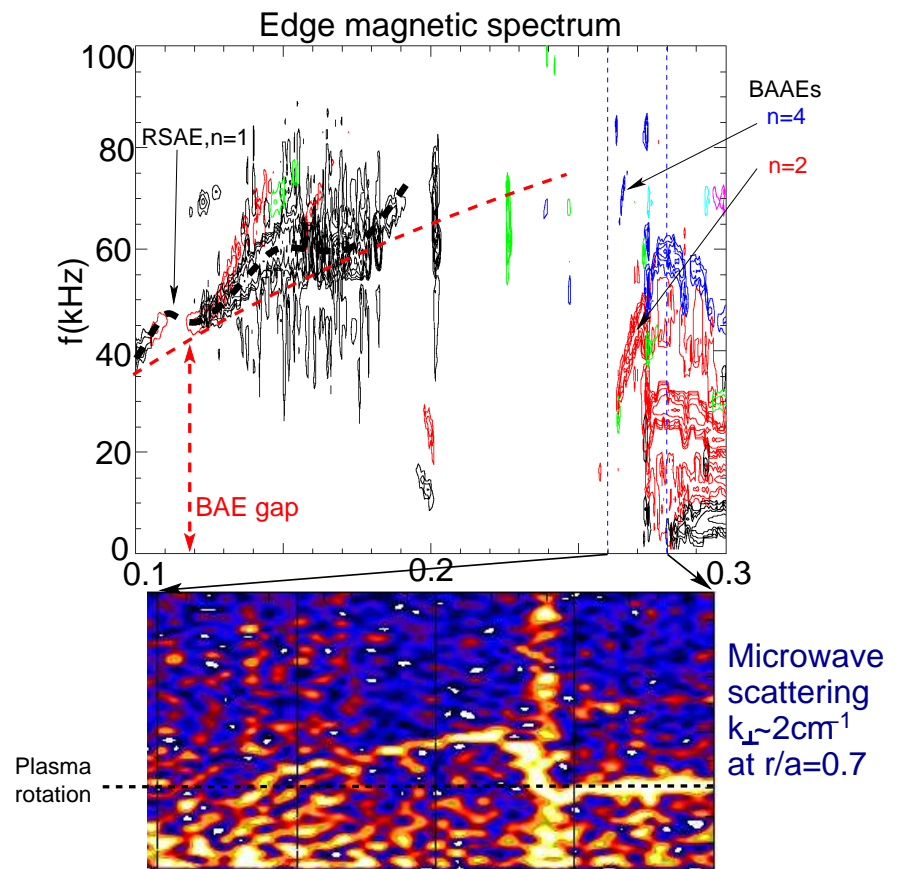 Edge magnetic spectrum
100
80
60
40
20
0
f(kHz)
0.1
0.2
0.3
RSAE,n=1
BAAEs
n=4
n=2
BAE gap
Microwave
scattering
k⊥~2cm⁻¹
at r/a=0.7
Plasma
rotation